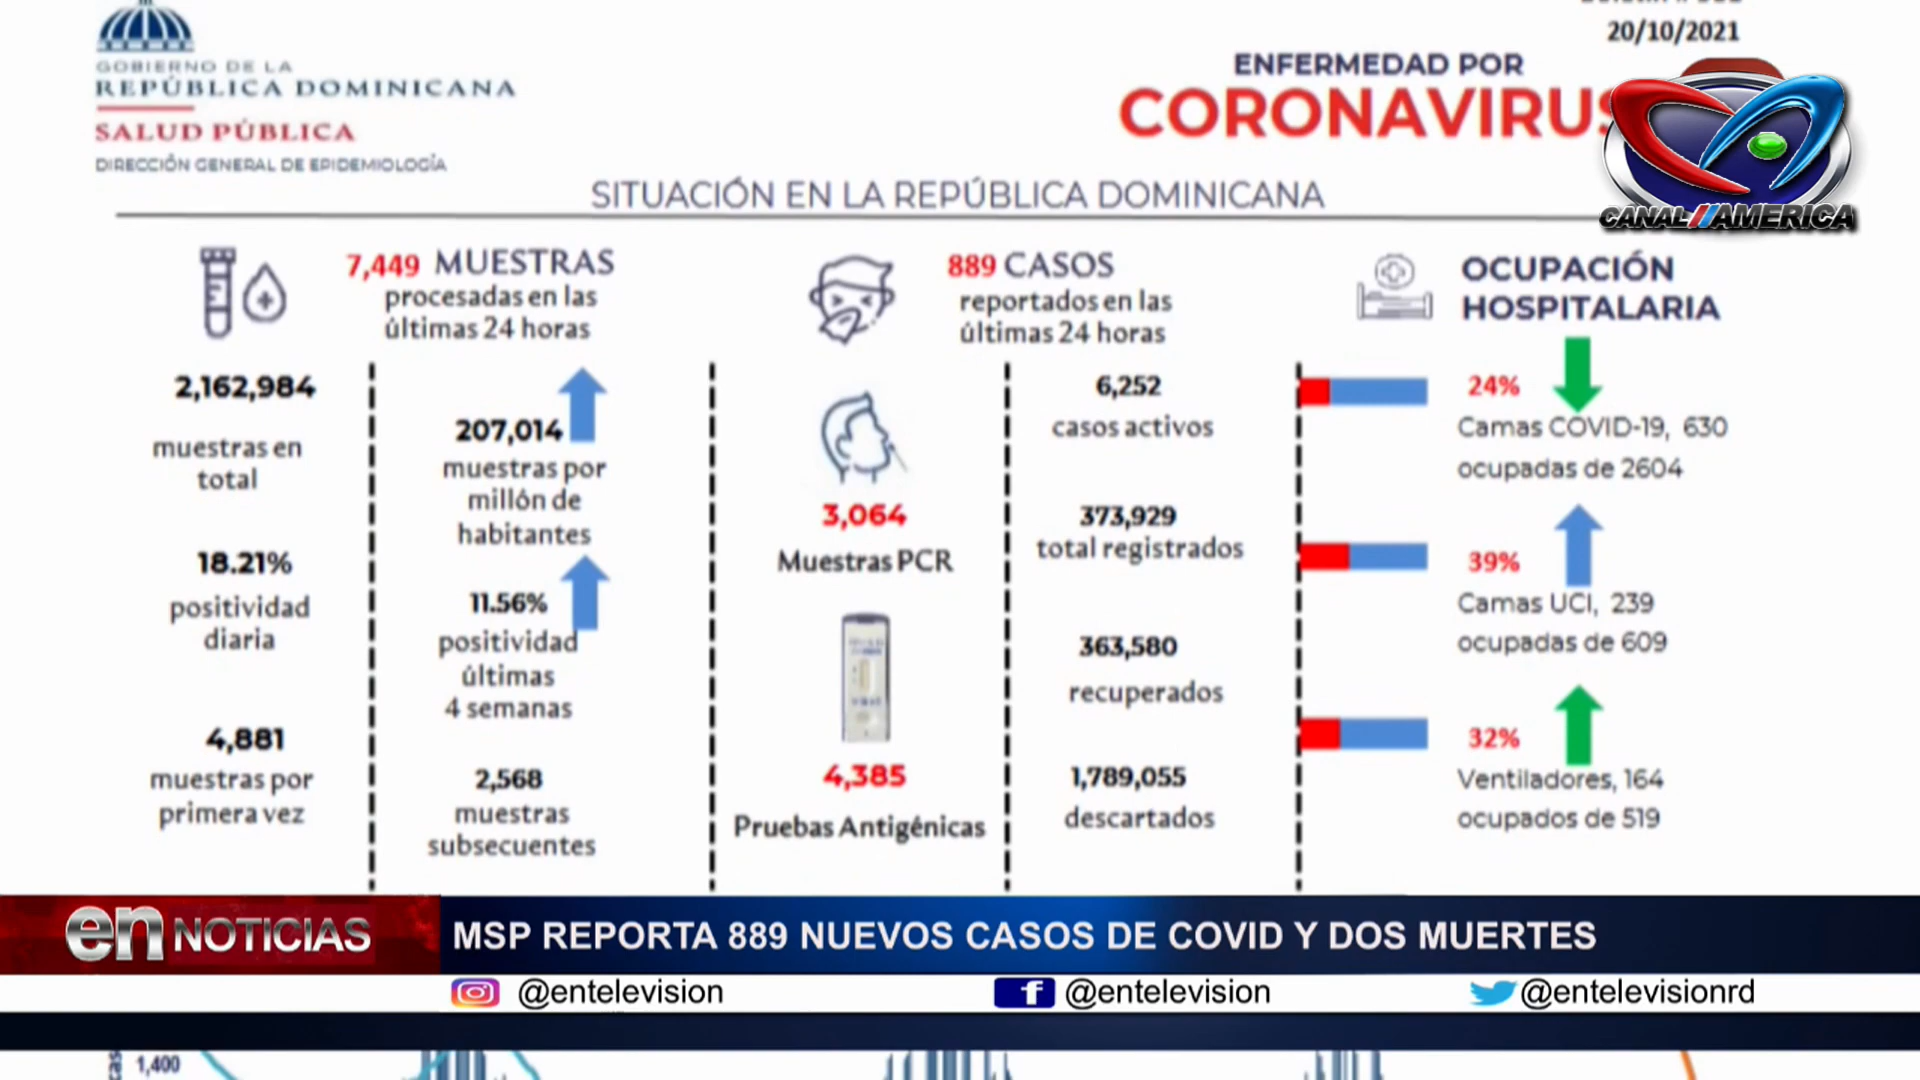 20/10/2021
GOBIERNO DE LA
REPÚBLICA DOMINICANA
SALUD PÚBLICA
DIRECCIÓN GENERAL DE EPIDEMIOLOGÍA
ENFERMEDAD POR
CORONAVIRUS
CANAL AMERICA
SITUACIÓN EN LA REPÚBLICA DOMINICANA
7,449 MUESTRAS
procesadas en las
últimas 24 horas
2,162,984
muestras en
total
18.21%
positividad
diaria
4,881
muestras por
primera vez
207,014
muestras por
millón de
habitantes
11.56%
positividad
últimas
4 semanas
2,568
muestras
subsecuentes
889 CASOS
reportados en las
últimas 24 horas
3,064
Muestras PCR
4,385
Pruebas Antigénicas
6,252
casos activos
373,929
total registrados
363,580
recuperados
1,789,055
descartados
OCUPACIÓN
HOSPITALARIA
24%
Camas COVID-19, 630
ocupadas de 2604
39%
Camas UCI, 239
ocupadas de 609
32%
Ventiladores, 164
ocupados de 519
en NOTICIAS
MSP REPORTA 889 NUEVOS CASOS DE COVID Y DOS MUERTES
@entelevision
@entelevision
@entelevisionrd
1,400